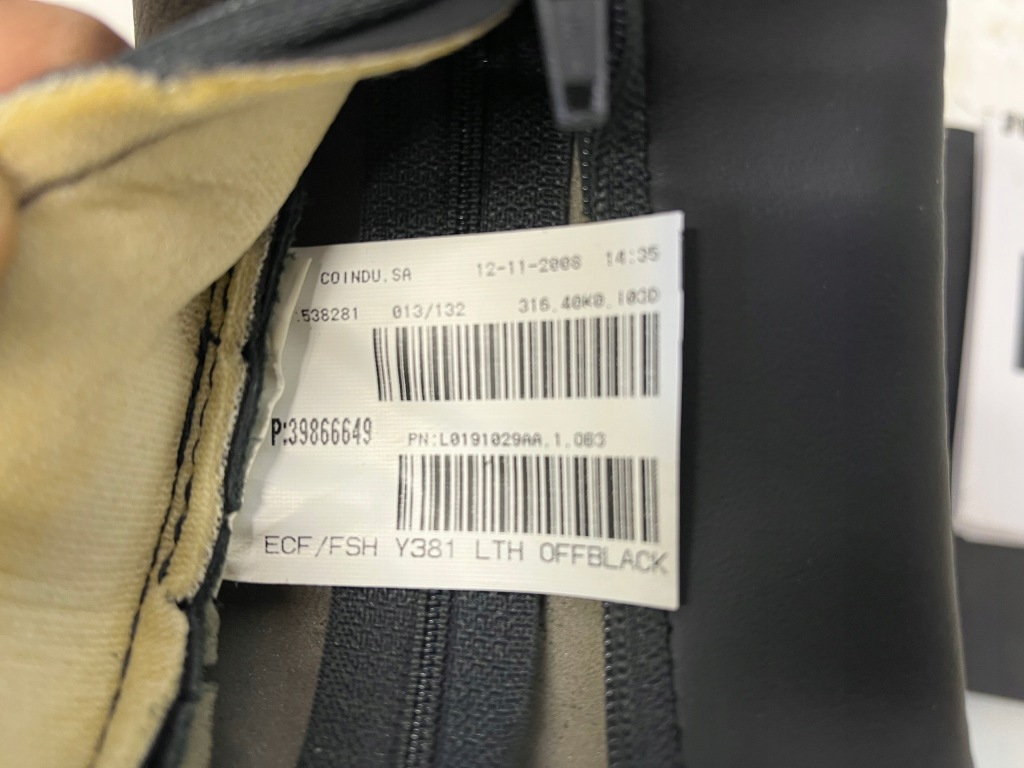 COINDU.SA 12-11-2008 14:35
:538281 013/132 316.40K0.103D
P:39866649 PN:L0191029AA.1.0B3
ECF/FSH Y381 LTH OFFBLACK